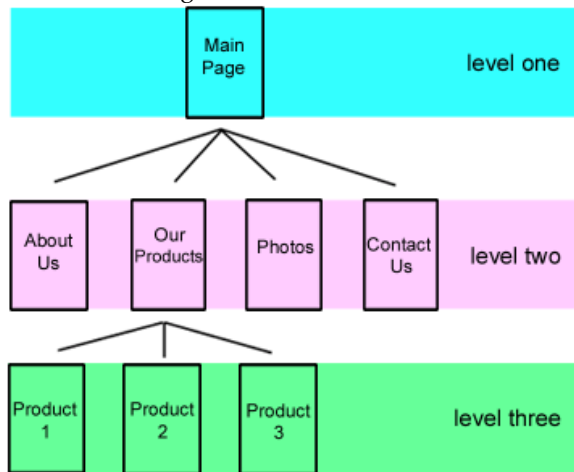 Main
Page
level one
About
Us
Our
Products
Photos
Contact
Us
level two
Product
1
Product
2
Product
3
level three